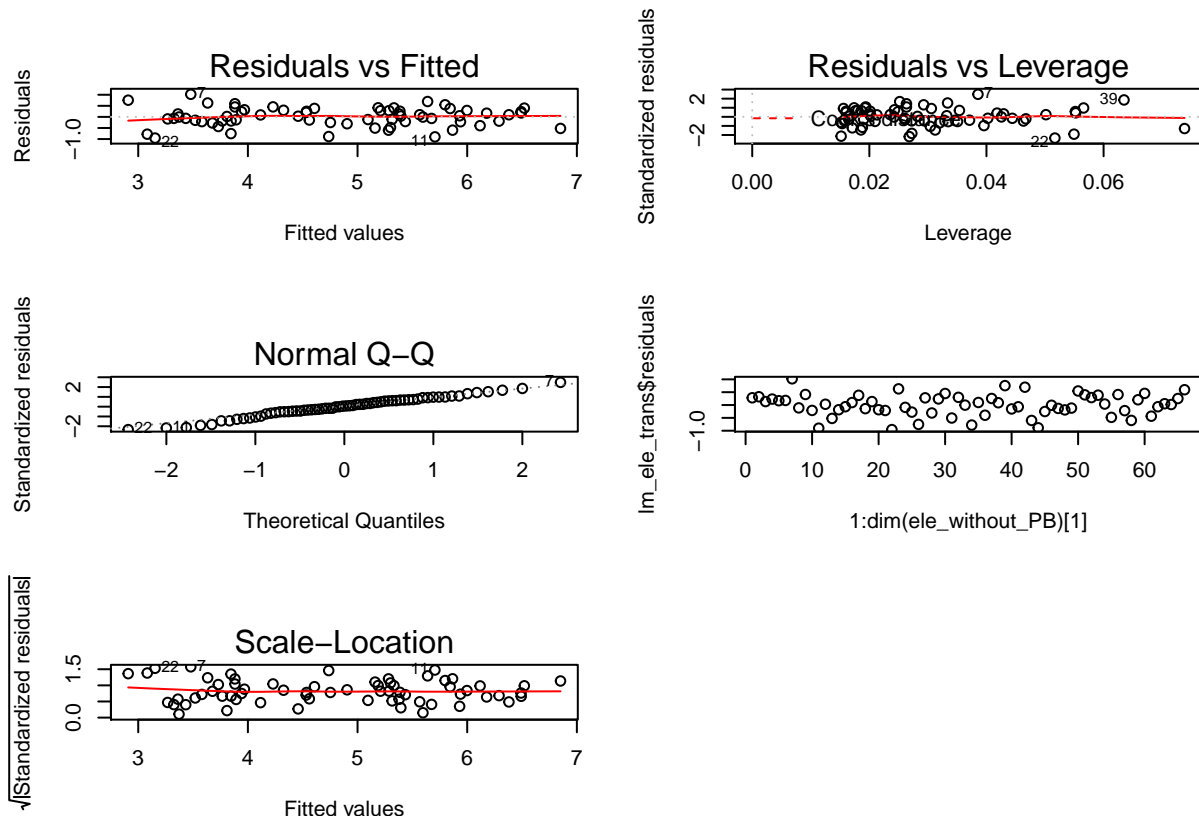 Residuals vs Fitted
Residuals
-1.0
7
22
11
3 4 5 6 7
Fitted values
Residuals vs Leverage
Standardized residuals
2
-2
Cook's distance
7
39
22
0.00 0.02 0.04 0.06
Leverage
Normal Q-Q
Standardized residuals
2
-2
22
11
7
-2 -1 0 1 2
Theoretical Quantiles
lm_ele_trans$residuals
-1.0
0 10 20 30 40 50 60
1:dim(ele_without_PB)[1]
Scale-Location
√|Standardized residuals|
1.5
0.0
22
7
11
3 4 5 6 7
Fitted values